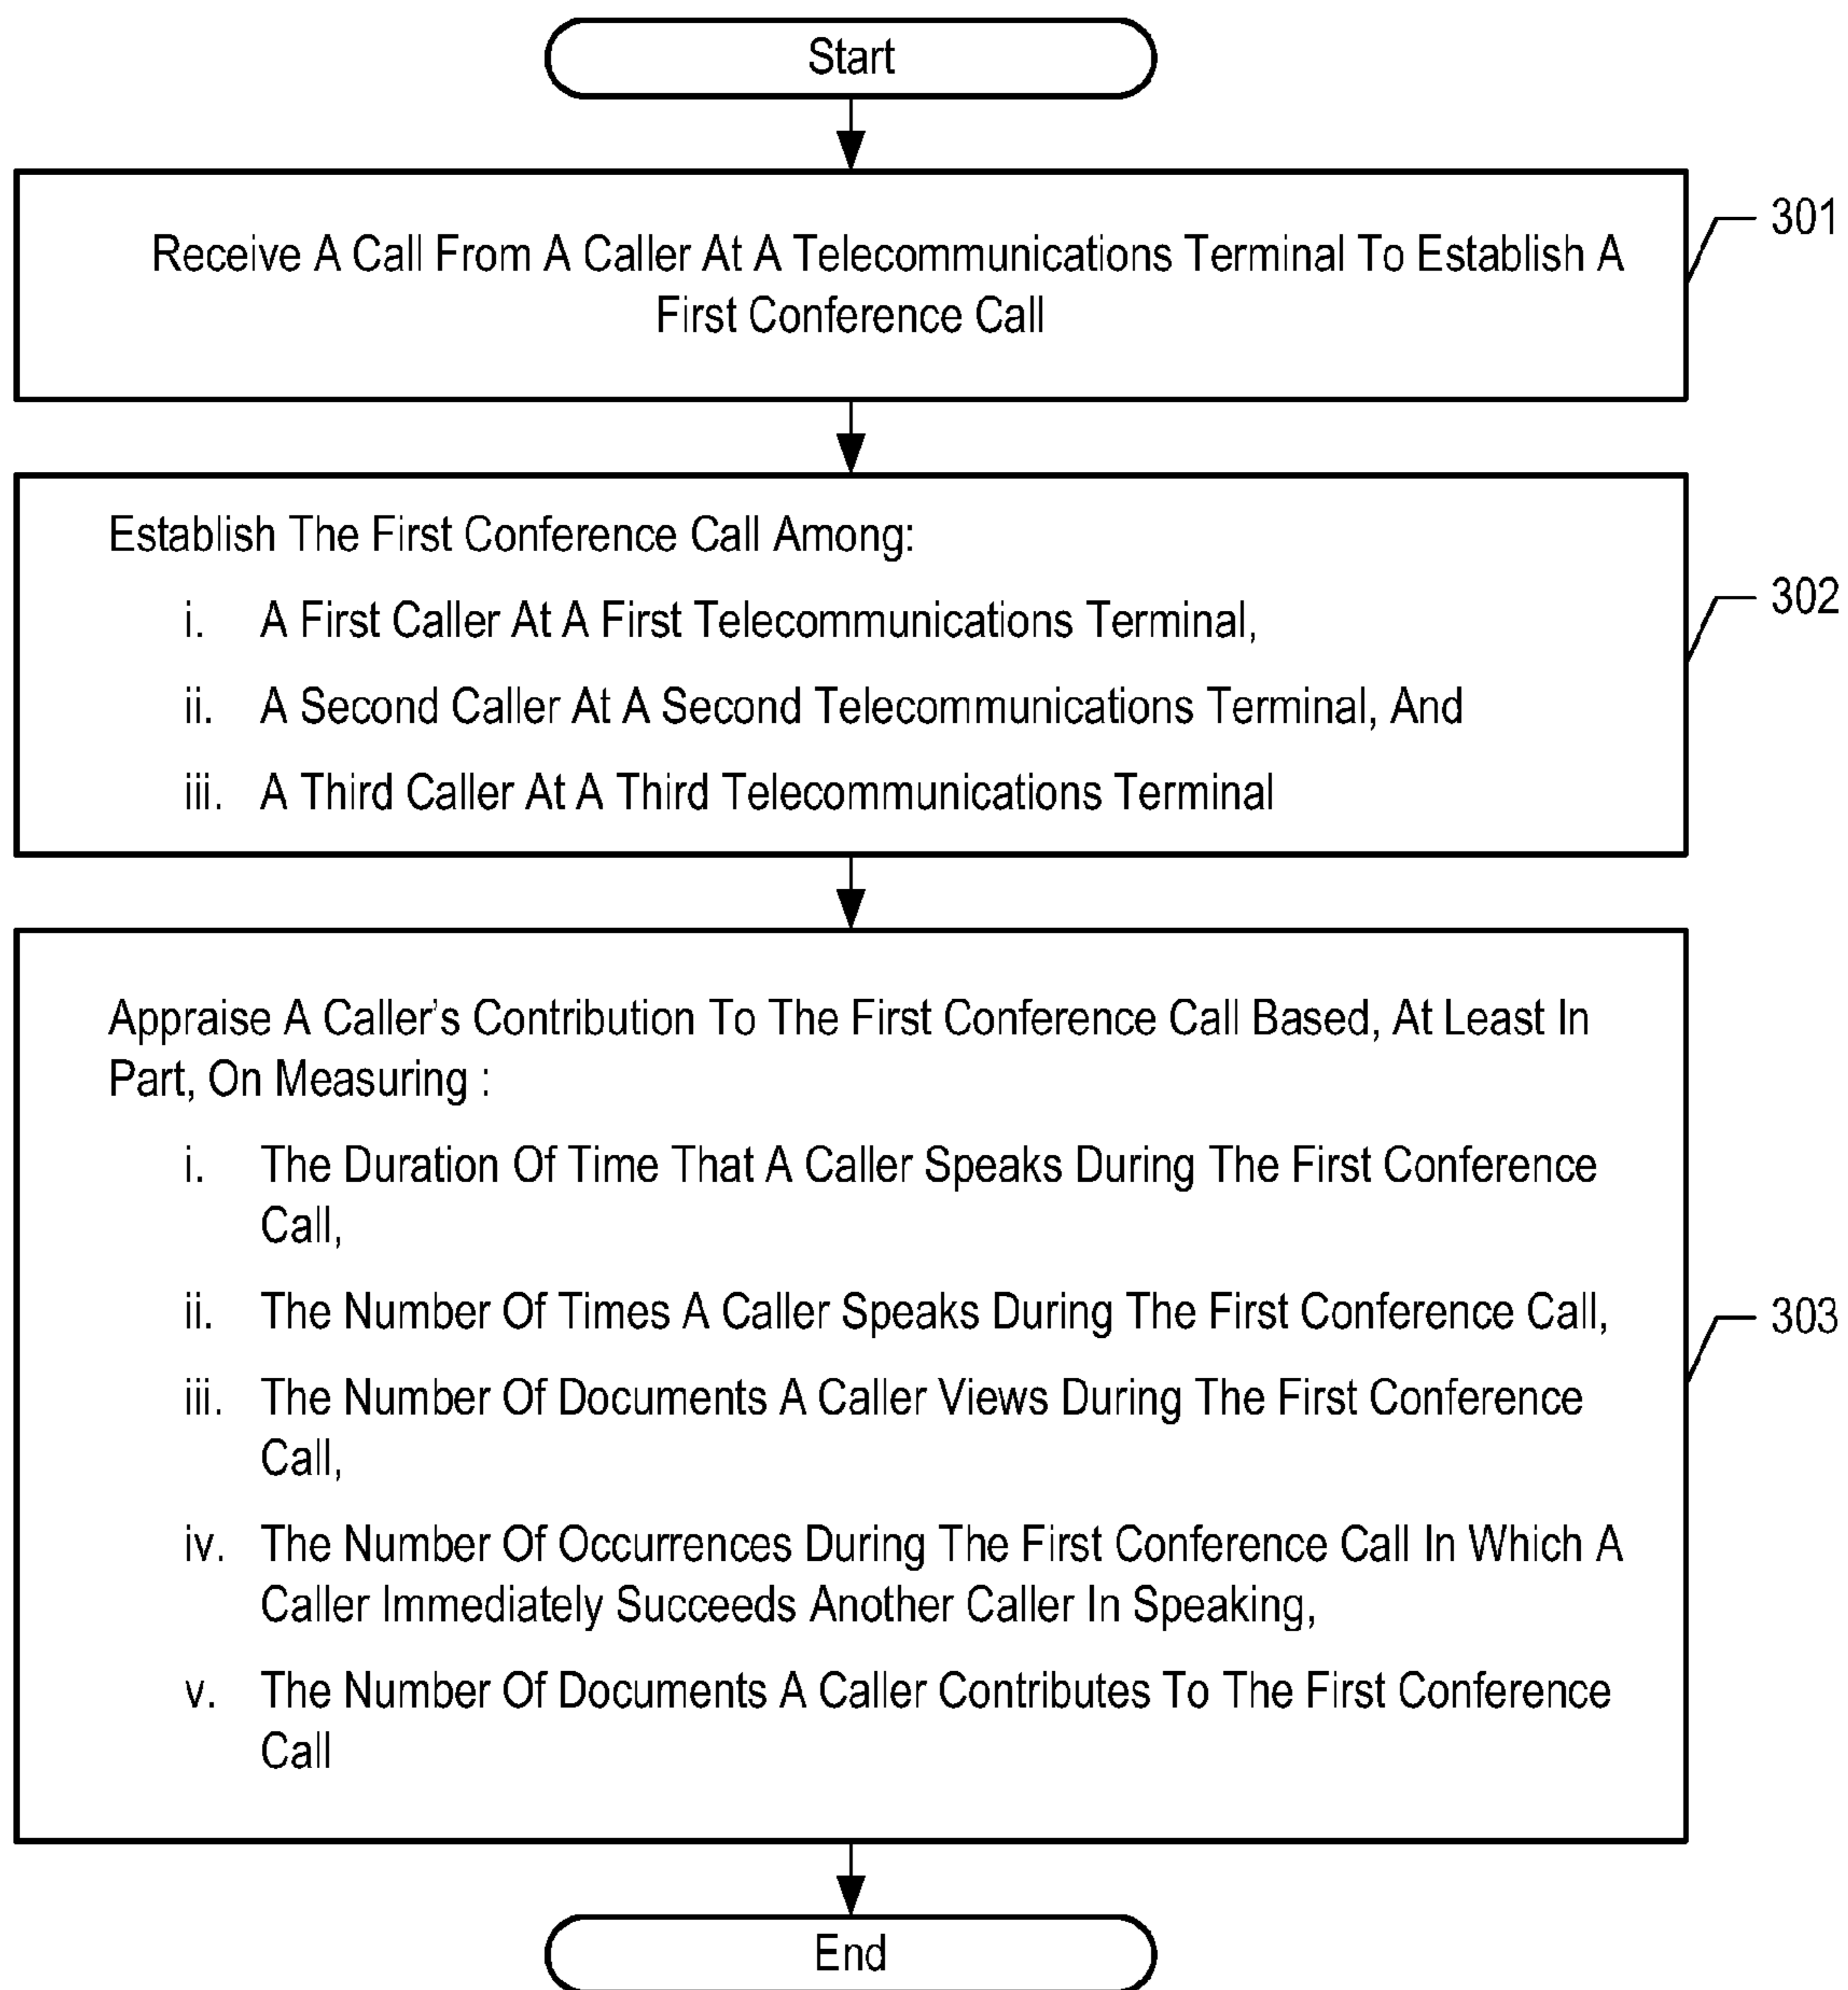 Start
Receive A Call From A Caller At A Telecommunications Terminal To Establish A
First Conference Call
301
Establish The First Conference Call Among:
i. A First Caller At A First Telecommunications Terminal,
ii. A Second Caller At A Second Telecommunications Terminal, And
iii. A Third Caller At A Third Telecommunications Terminal
302
Appraise A Caller's Contribution To The First Conference Call Based, At Least In
Part, On Measuring :
i. The Duration Of Time That A Caller Speaks During The First Conference
Call,
ii. The Number Of Times A Caller Speaks During The First Conference Call,
iii. The Number Of Documents A Caller Views During The First Conference
Call,
iv. The Number Of Occurrences During The First Conference Call In Which A
Caller Immediately Succeeds Another Caller In Speaking,
v. The Number Of Documents A Caller Contributes To The First Conference
Call
303
End